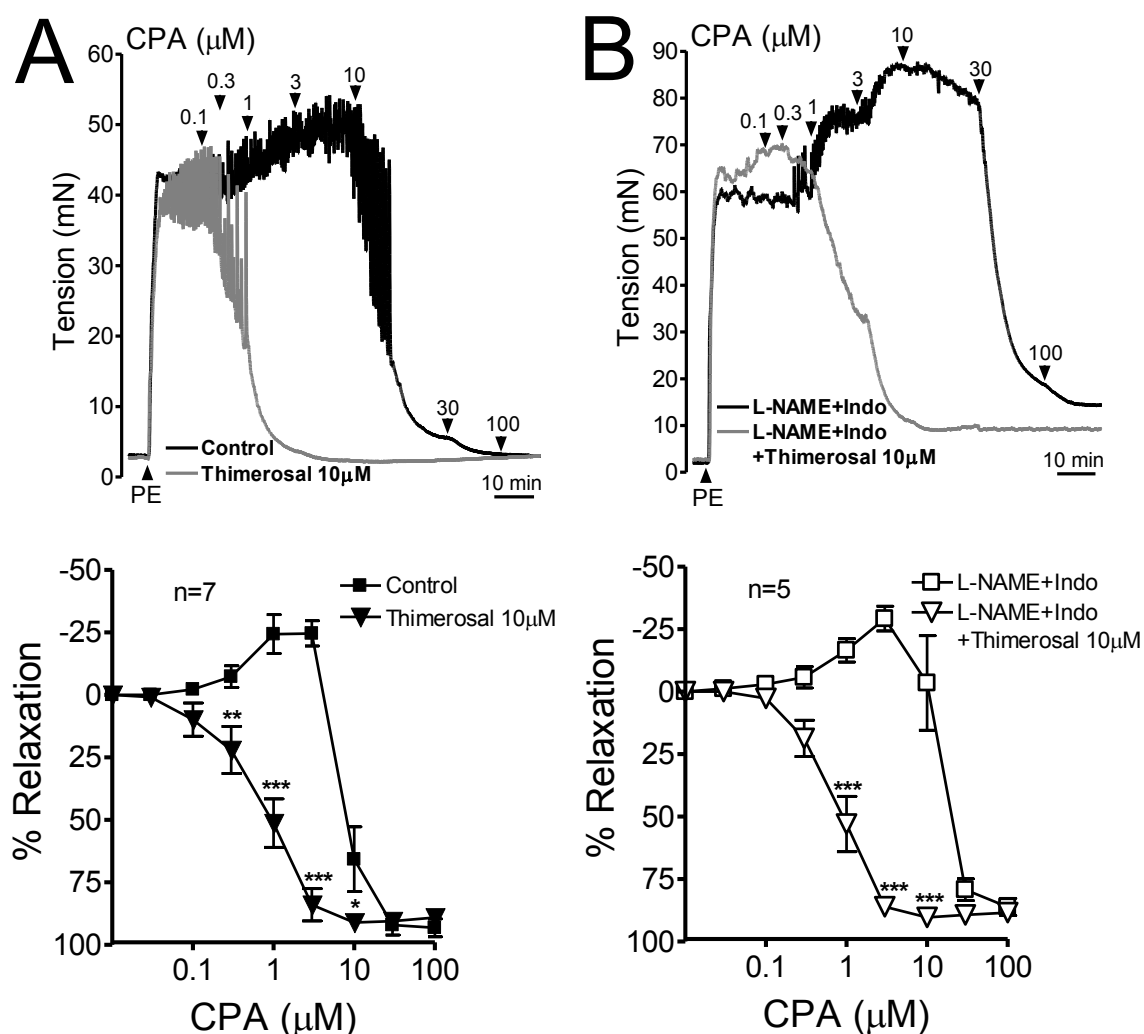 A
CPA (μM)
60
50
40
30
20
10
0
Tension (mN)
0.1
0.3
1
3
10
30
100
Control
Thimerosal 10μM
PE
10 min
B
CPA (μM)
90
80
70
60
50
40
30
20
10
0
Tension (mN)
0.1
0.3
1
3
10
30
100
L-NAME+Indo
L-NAME+Indo
+Thimerosal 10μM
PE
10 min
-50
-25
0
25
50
75
100
% Relaxation
n=7
Control
Thimerosal 10μM
**
***
***
*
0.1
1
10
100
CPA (μM)
-50
-25
0
25
50
75
100
% Relaxation
n=5
L-NAME+Indo
L-NAME+Indo
+Thimerosal 10μM
***
***
***
0.1
1
10
100
CPA (μM)